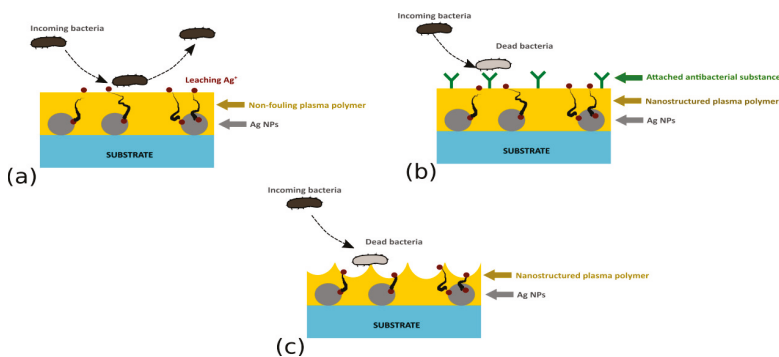 Incoming bacteria
Leaching Ag⁺
Non-fouling plasma polymer
Ag NPs
SUBSTRATE
(a)
Incoming bacteria
Dead bacteria
Attached antibacterial substance
Nanostructured plasma polymer
Ag NPs
SUBSTRATE
(b)
Incoming bacteria
Dead bacteria
Nanostructured plasma polymer
Ag NPs
SUBSTRATE
(c)